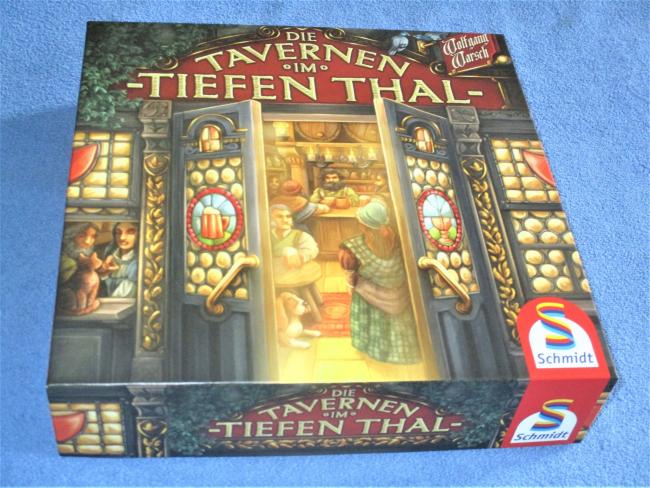 DIE
TAVERNEN
•IM•
-TIEFEN THAL-
Wolfgang
Warsch
Schmidt
DIE
TAVERNEN
•IM•
-TIEFEN THAL-
Schmidt